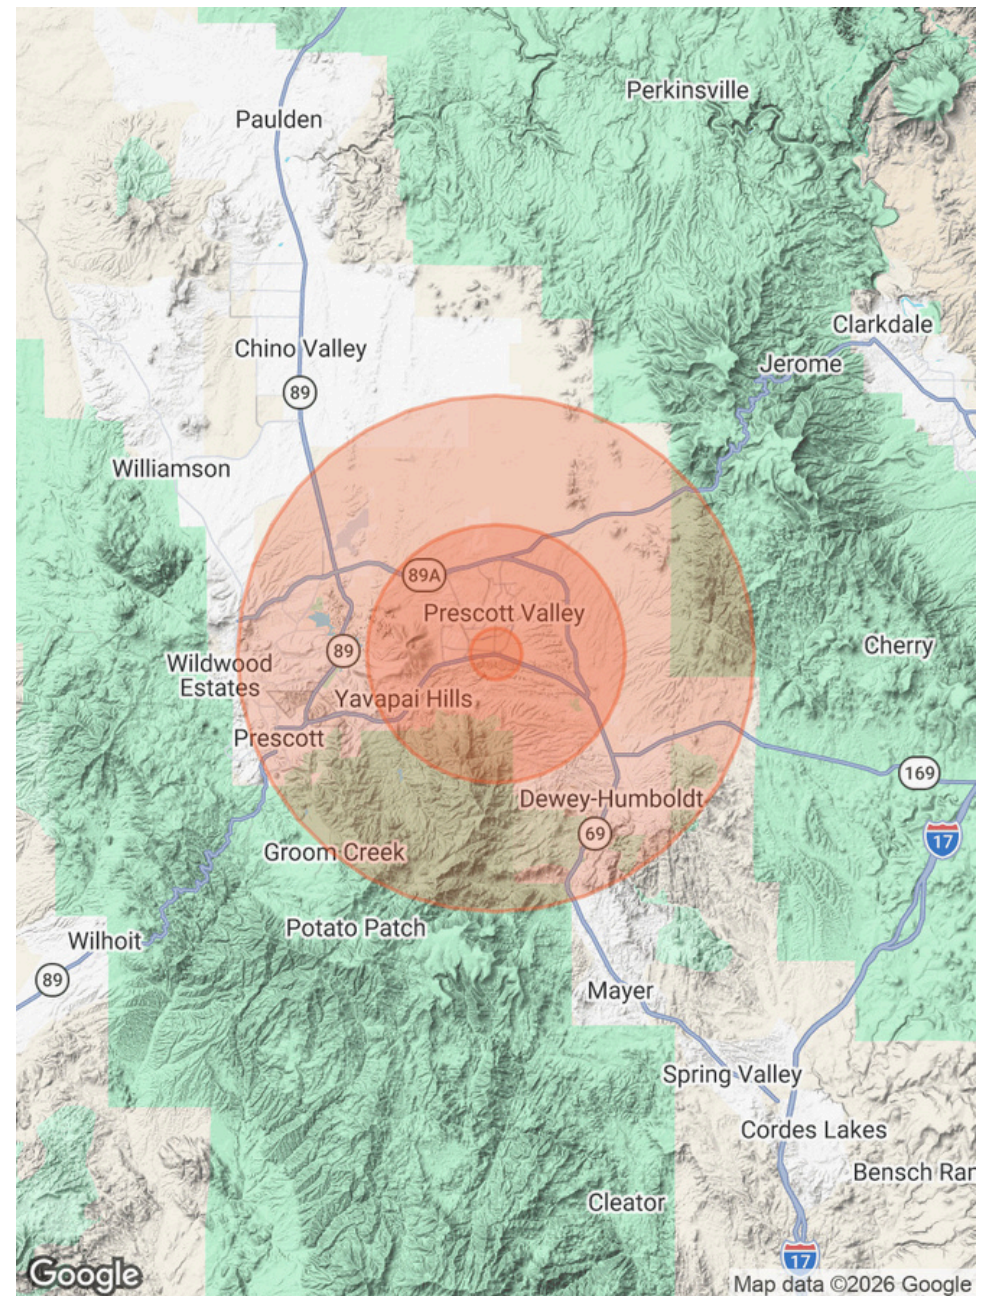 Perkinsville
Paulden
Clarkdale
Chino Valley
Jerome
89
Williamson
89A
Prescott Valley
Cherry
89
Wildwood
Estates
Yavapai Hills
Prescott
169
Dewey-Humboldt
69
17
Groom Creek
Potato Patch
Wilhoit
89
Mayer
Spring Valley
Cordes Lakes
Bensch Ran
Cleator
17
Google
Map data ©2026 Google